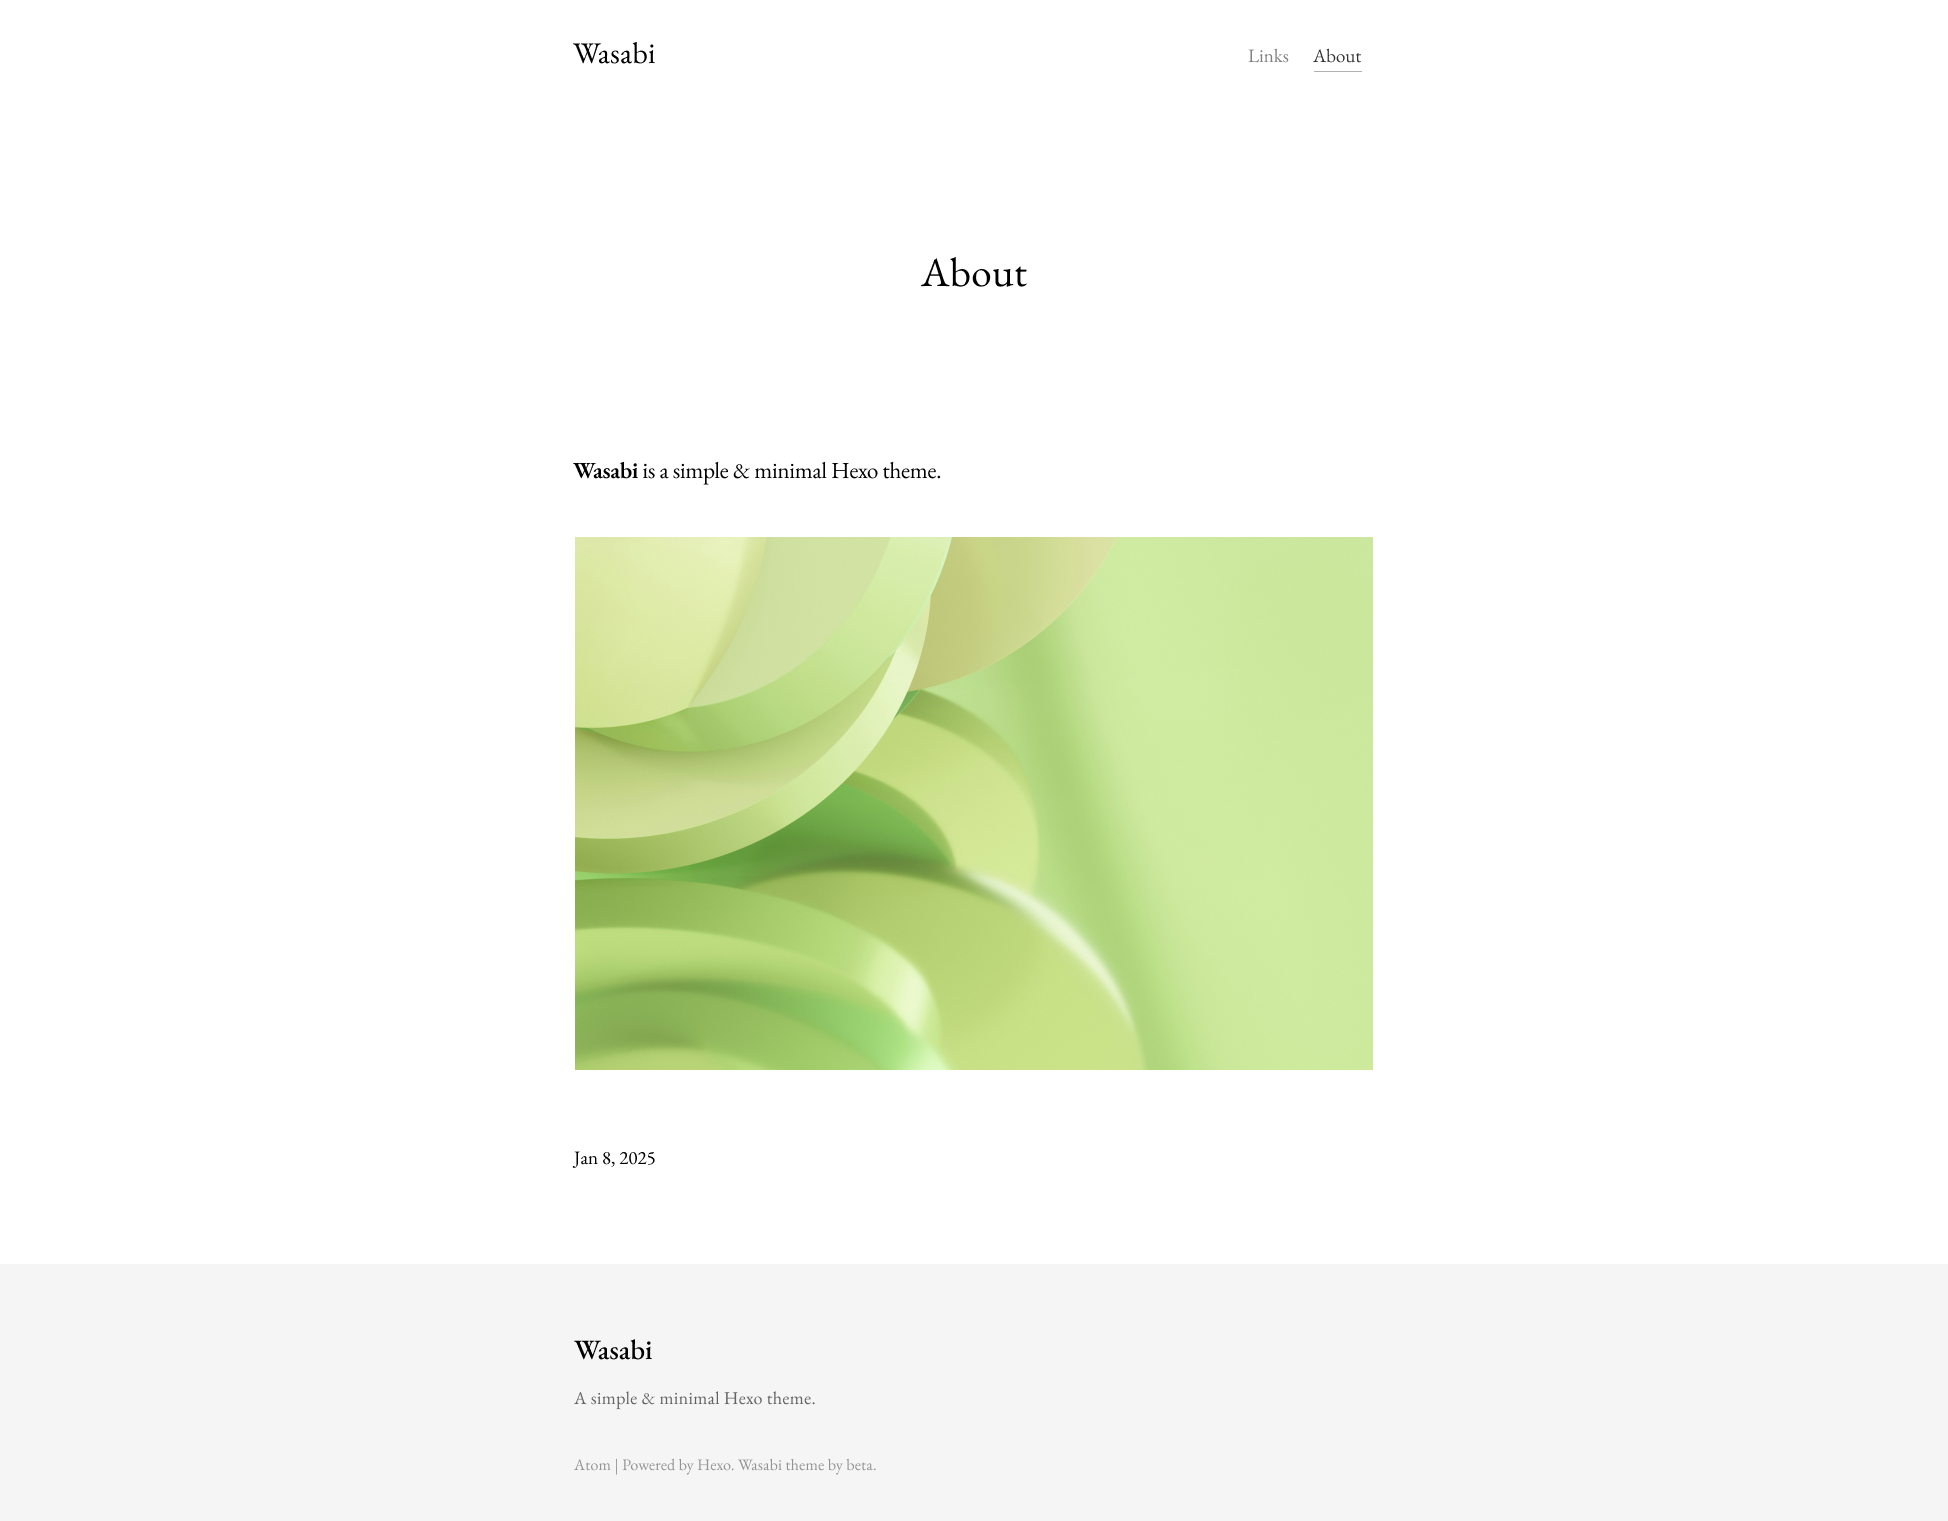 Wasabi
Links About
About
Wasabi is a simple & minimal Hexo theme.
Jan 8, 2025
Wasabi
A simple & minimal Hexo theme.
Atom | Powered by Hexo. Wasabi theme by beta.